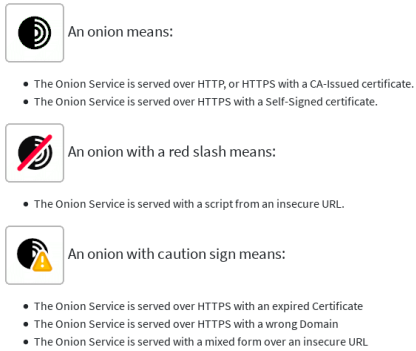 An onion means:
The Onion Service is served over HTTP, or HTTPS with a CA-Issued certificate.
The Onion Service is served over HTTPS with a Self-Signed certificate.
An onion with a red slash means:
The Onion Service is served with a script from an insecure URL.
An onion with caution sign means:
The Onion Service is served over HTTPS with an expired Certificate
The Onion Service is served over HTTPS with a wrong Domain
The Onion Service is served with a mixed form over an insecure URL